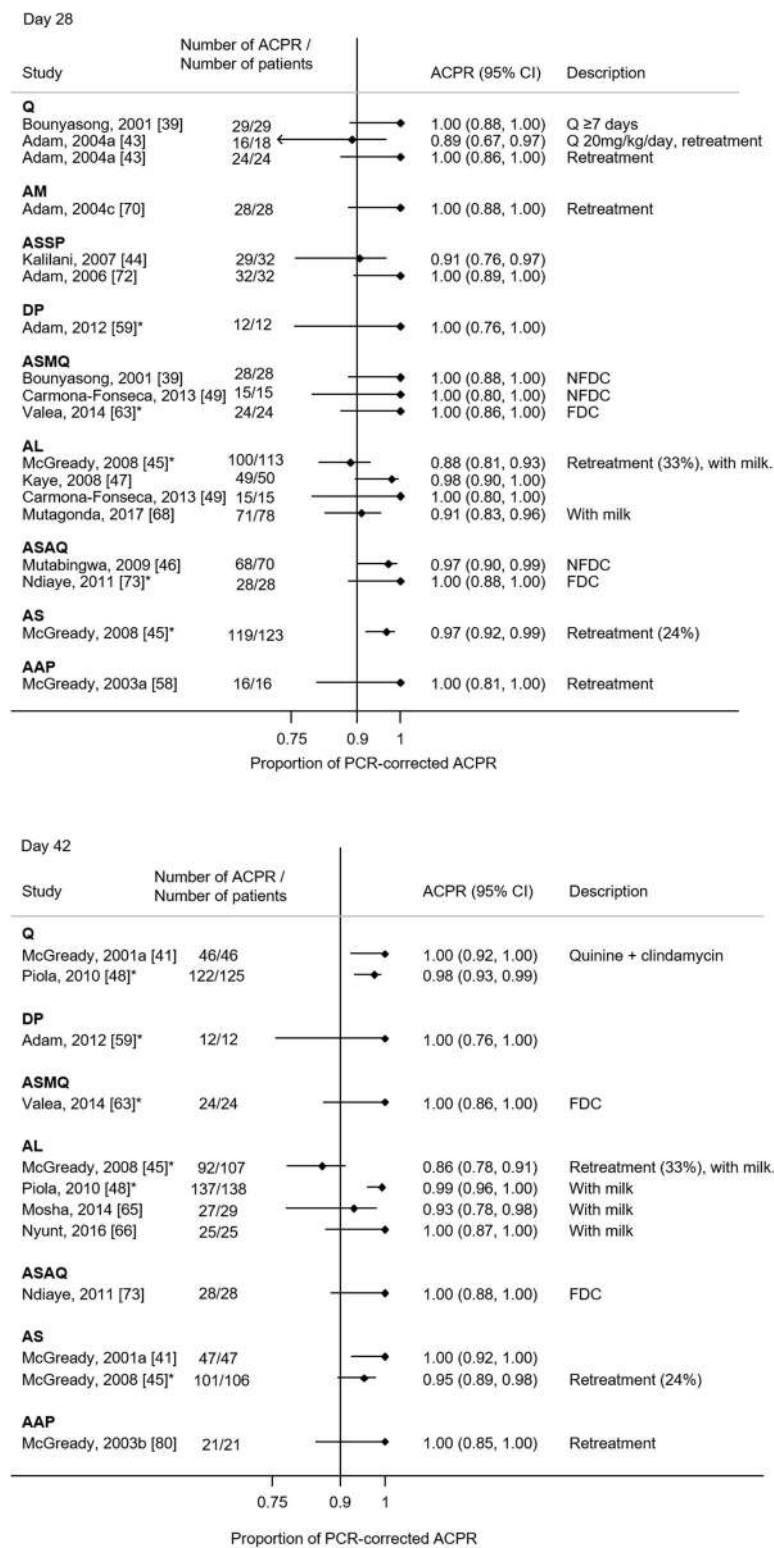 Day 28
Number of ACPR /
Number of patients
Study ACPR (95% CI) Description
Q
Bounyasong, 2001 [39] 29/29 1.00 (0.88, 1.00) Q ≥7 days
Adam, 2004a [43] 16/18 0.89 (0.67, 0.97) Q 20mg/kg/day, retreatment
Adam, 2004a [43] 24/24 1.00 (0.86, 1.00) Retreatment
AM
Adam, 2004c [70] 28/28 1.00 (0.88, 1.00) Retreatment
ASSP
Kalilani, 2007 [44] 29/32 0.91 (0.76, 0.97)
Adam, 2006 [72] 32/32 1.00 (0.89, 1.00)
DP
Adam, 2012 [59]* 12/12 1.00 (0.76, 1.00)
ASMQ
Bounyasong, 2001 [39] 28/28 1.00 (0.88, 1.00) NFDC
Carmona-Fonseca, 2013 [49] 15/15 1.00 (0.80, 1.00) NFDC
Valea, 2014 [63]* 24/24 1.00 (0.86, 1.00) FDC
AL
McGready, 2008 [45]* 100/113 0.88 (0.81, 0.93) Retreatment (33%), with milk.
Kaye, 2008 [47] 49/50 0.98 (0.90, 1.00)
Carmona-Fonseca, 2013 [49] 15/15 1.00 (0.80, 1.00)
Mutagonda, 2017 [68] 71/78 0.91 (0.83, 0.96) With milk
ASAQ
Mutabingwa, 2009 [46] 68/70 0.97 (0.90, 0.99) NFDC
Ndiaye, 2011 [73]* 28/28 1.00 (0.88, 1.00) FDC
AS
McGready, 2008 [45]* 119/123 0.97 (0.92, 0.99) Retreatment (24%)
AAP
McGready, 2003a [58] 16/16 1.00 (0.81, 1.00) Retreatment
0.75 0.9 1
Proportion of PCR-corrected ACPR
Day 42
Number of ACPR /
Number of patients
Study ACPR (95% CI) Description
Q
McGready, 2001a [41] 46/46 1.00 (0.92, 1.00) Quinine + clindamycin
Piola, 2010 [48]* 122/125 0.98 (0.93, 0.99)
DP
Adam, 2012 [59]* 12/12 1.00 (0.76, 1.00)
ASMQ
Valea, 2014 [63]* 24/24 1.00 (0.86, 1.00) FDC
AL
McGready, 2008 [45]* 92/107 0.86 (0.78, 0.91) Retreatment (33%), with milk.
Piola, 2010 [48]* 137/138 0.99 (0.96, 1.00) With milk
Mosha, 2014 [65] 27/29 0.93 (0.78, 0.98) With milk
Nyunt, 2016 [66] 25/25 1.00 (0.87, 1.00) With milk
ASAQ
Ndiaye, 2011 [73] 28/28 1.00 (0.88, 1.00) FDC
AS
McGready, 2001a [41] 47/47 1.00 (0.92, 1.00)
McGready, 2008 [45]* 101/106 0.95 (0.89, 0.98) Retreatment (24%)
AAP
McGready, 2003b [80] 21/21 1.00 (0.85, 1.00) Retreatment
0.75 0.9 1
Proportion of PCR-corrected ACPR